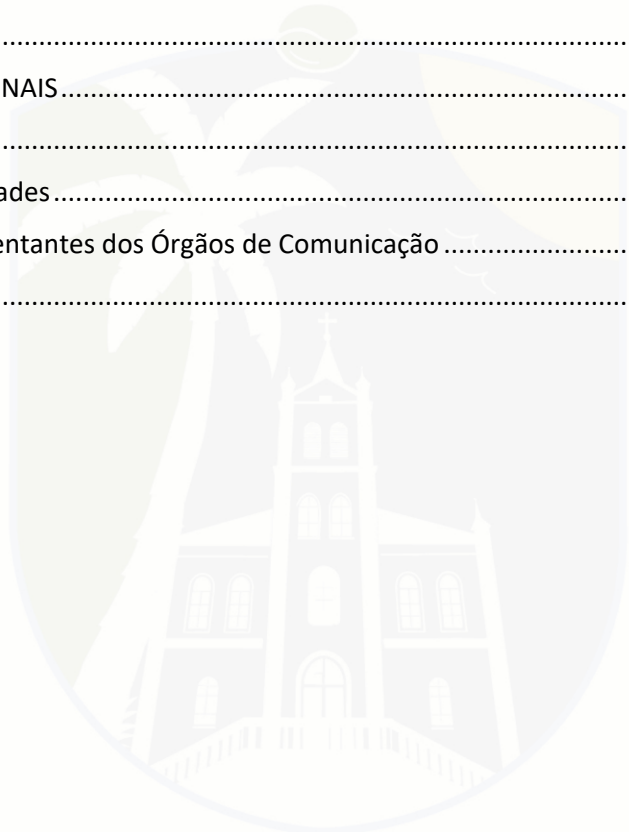 ........................................................................................
NAIS................................................................................
........................................................................................
ades.................................................................................
entantes dos Órgãos de Comunicação..........................
........................................................................................